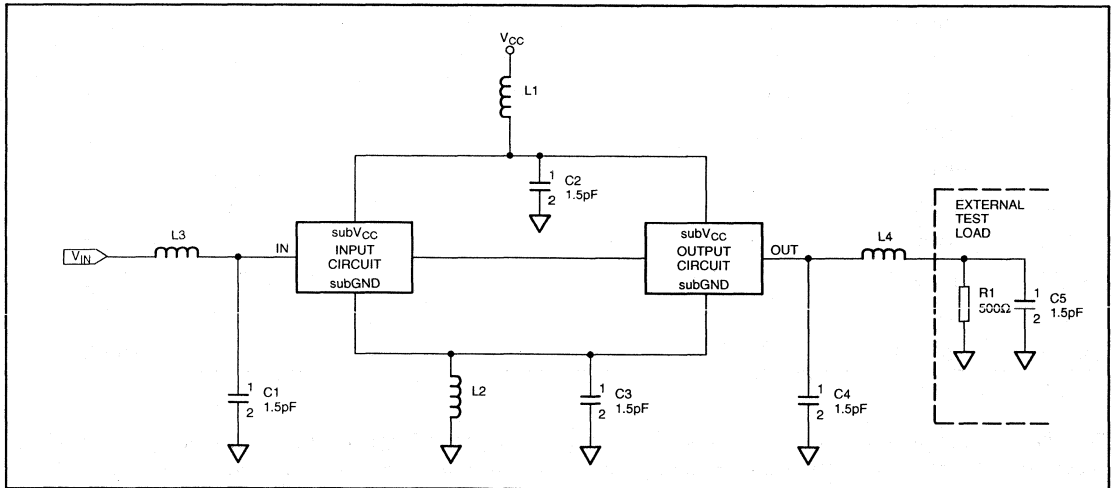 VCC
L1
1
2
C2
1.5pF
EXTERNAL
TEST
LOAD
L3
VIN
IN
subVCC
INPUT
CIRCUIT
subGND
subVCC
OUTPUT
CIRCUIT
subGND
OUT
L4
R1
500Ω
1
2
C5
1.5pF
1
2
C1
1.5pF
L2
1
2
C3
1.5pF
1
2
C4
1.5pF